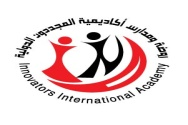 روضة ومدارس أكاديمية المجددون الدولية
Innovators International Academy